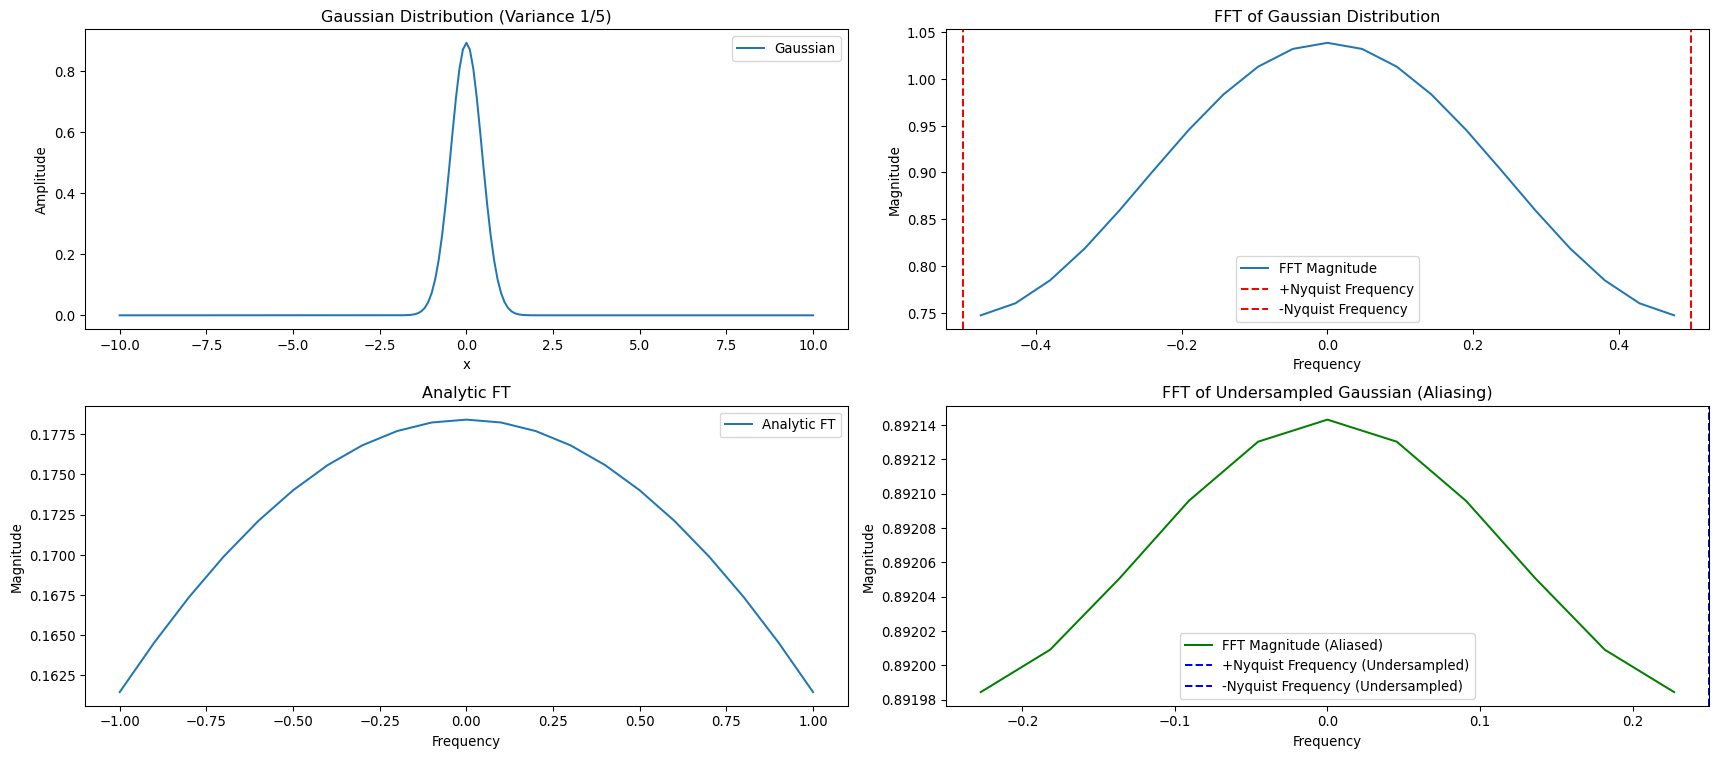 Gaussian Distribution (Variance 1/5)
Amplitude
0.8
0.6
0.4
0.2
0.0
Gaussian
−10.0 −7.5 −5.0 −2.5 0.0 2.5 5.0 7.5 10.0
x
FFT of Gaussian Distribution
Magnitude
1.05
1.00
0.95
0.90
0.85
0.80
0.75
FFT Magnitude
+Nyquist Frequency
-Nyquist Frequency
−0.4 −0.2 0.0 0.2 0.4
Frequency
Analytic FT
Magnitude
0.1775
0.1750
0.1725
0.1700
0.1675
0.1650
0.1625
Analytic FT
−1.00 −0.75 −0.50 −0.25 0.00 0.25 0.50 0.75 1.00
Frequency
FFT of Undersampled Gaussian (Aliasing)
Magnitude
0.89214
0.89212
0.89210
0.89208
0.89206
0.89204
0.89202
0.89200
0.89198
FFT Magnitude (Aliased)
+Nyquist Frequency (Undersampled)
-Nyquist Frequency (Undersampled)
−0.2 −0.1 0.0 0.1 0.2
Frequency